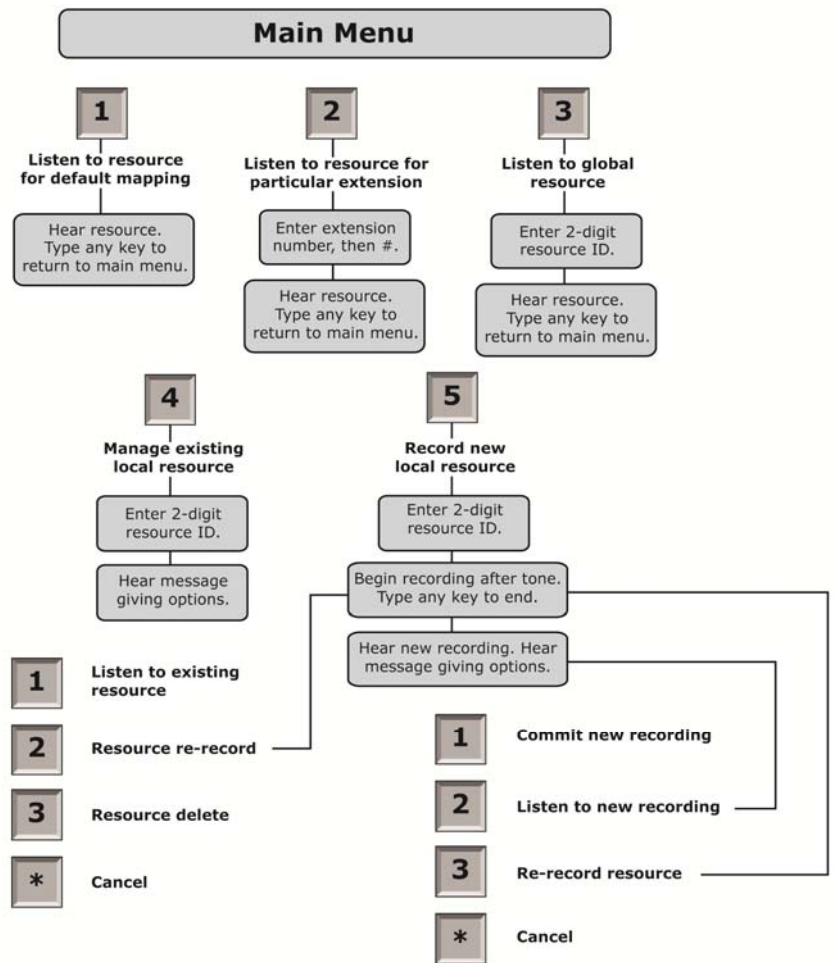 Main Menu
1
Listen to resource
for default mapping
Hear resource.
Type any key to
return to main menu.
2
Listen to resource for
particular extension
Enter extension
number, then #.
Hear resource.
Type any key to
return to main menu.
3
Listen to global
resource
Enter 2-digit
resource ID.
Hear resource.
Type any key to
return to main menu.
4
Manage existing
local resource
Enter 2-digit
resource ID.
Hear message
giving options.
5
Record new
local resource
Enter 2-digit
resource ID.
Begin recording after tone.
Type any key to end.
Hear new recording. Hear
message giving options.
1
Listen to existing
resource
2
Resource re-record
3
Resource delete
*
Cancel
1
Commit new recording
2
Listen to new recording
3
Re-record resource
*
Cancel